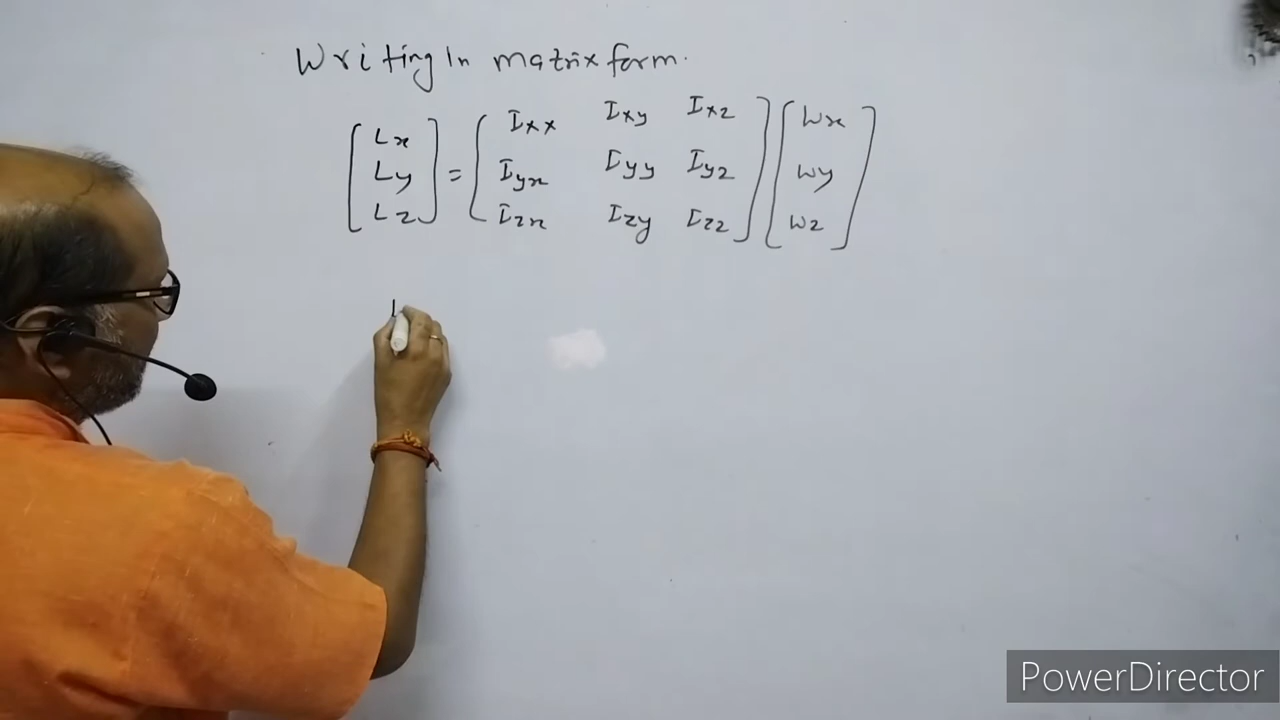 Writing In matrix form.
[Lx] = [Ixx Ixy Ixz] [wx]
[Ly] [Iyx Iyy Iyz] [wy]
[Lz] [Izx Izy Izz] [wz]
L
PowerDirector